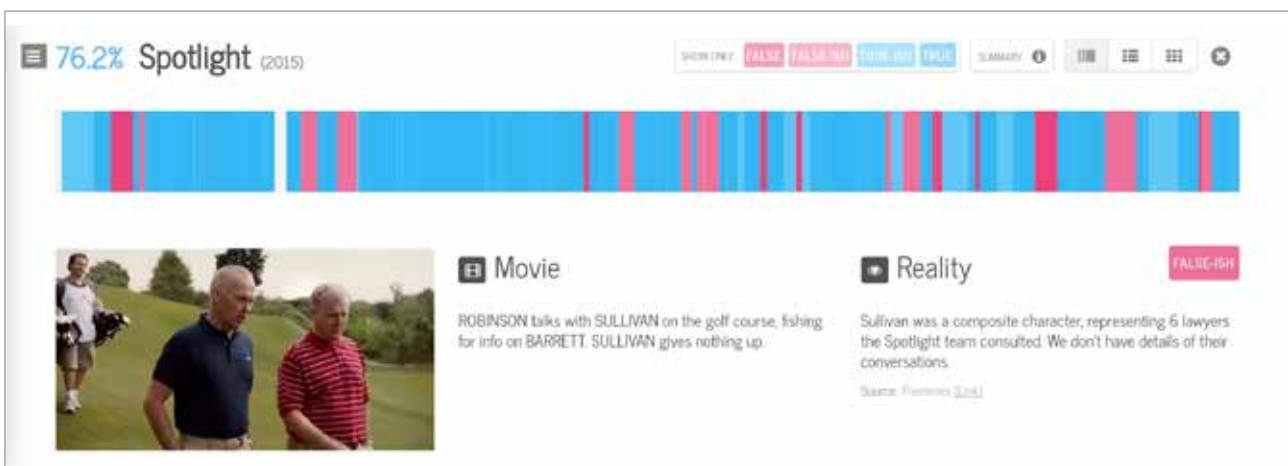 76.2% Spotlight (2015)
SHOW ONLY FALSE FALSE-ISH TRUE-ISH TRUE
SUMMARY
Movie
ROBINSON talks with SULLIVAN on the golf course, fishing
for info on BARRETT. SULLIVAN gives nothing up.
Reality
FALSE-ISH
Sullivan was a composite character, representing 6 lawyers
the Spotlight team consulted. We don't have details of their
conversations.
Source: [Link]